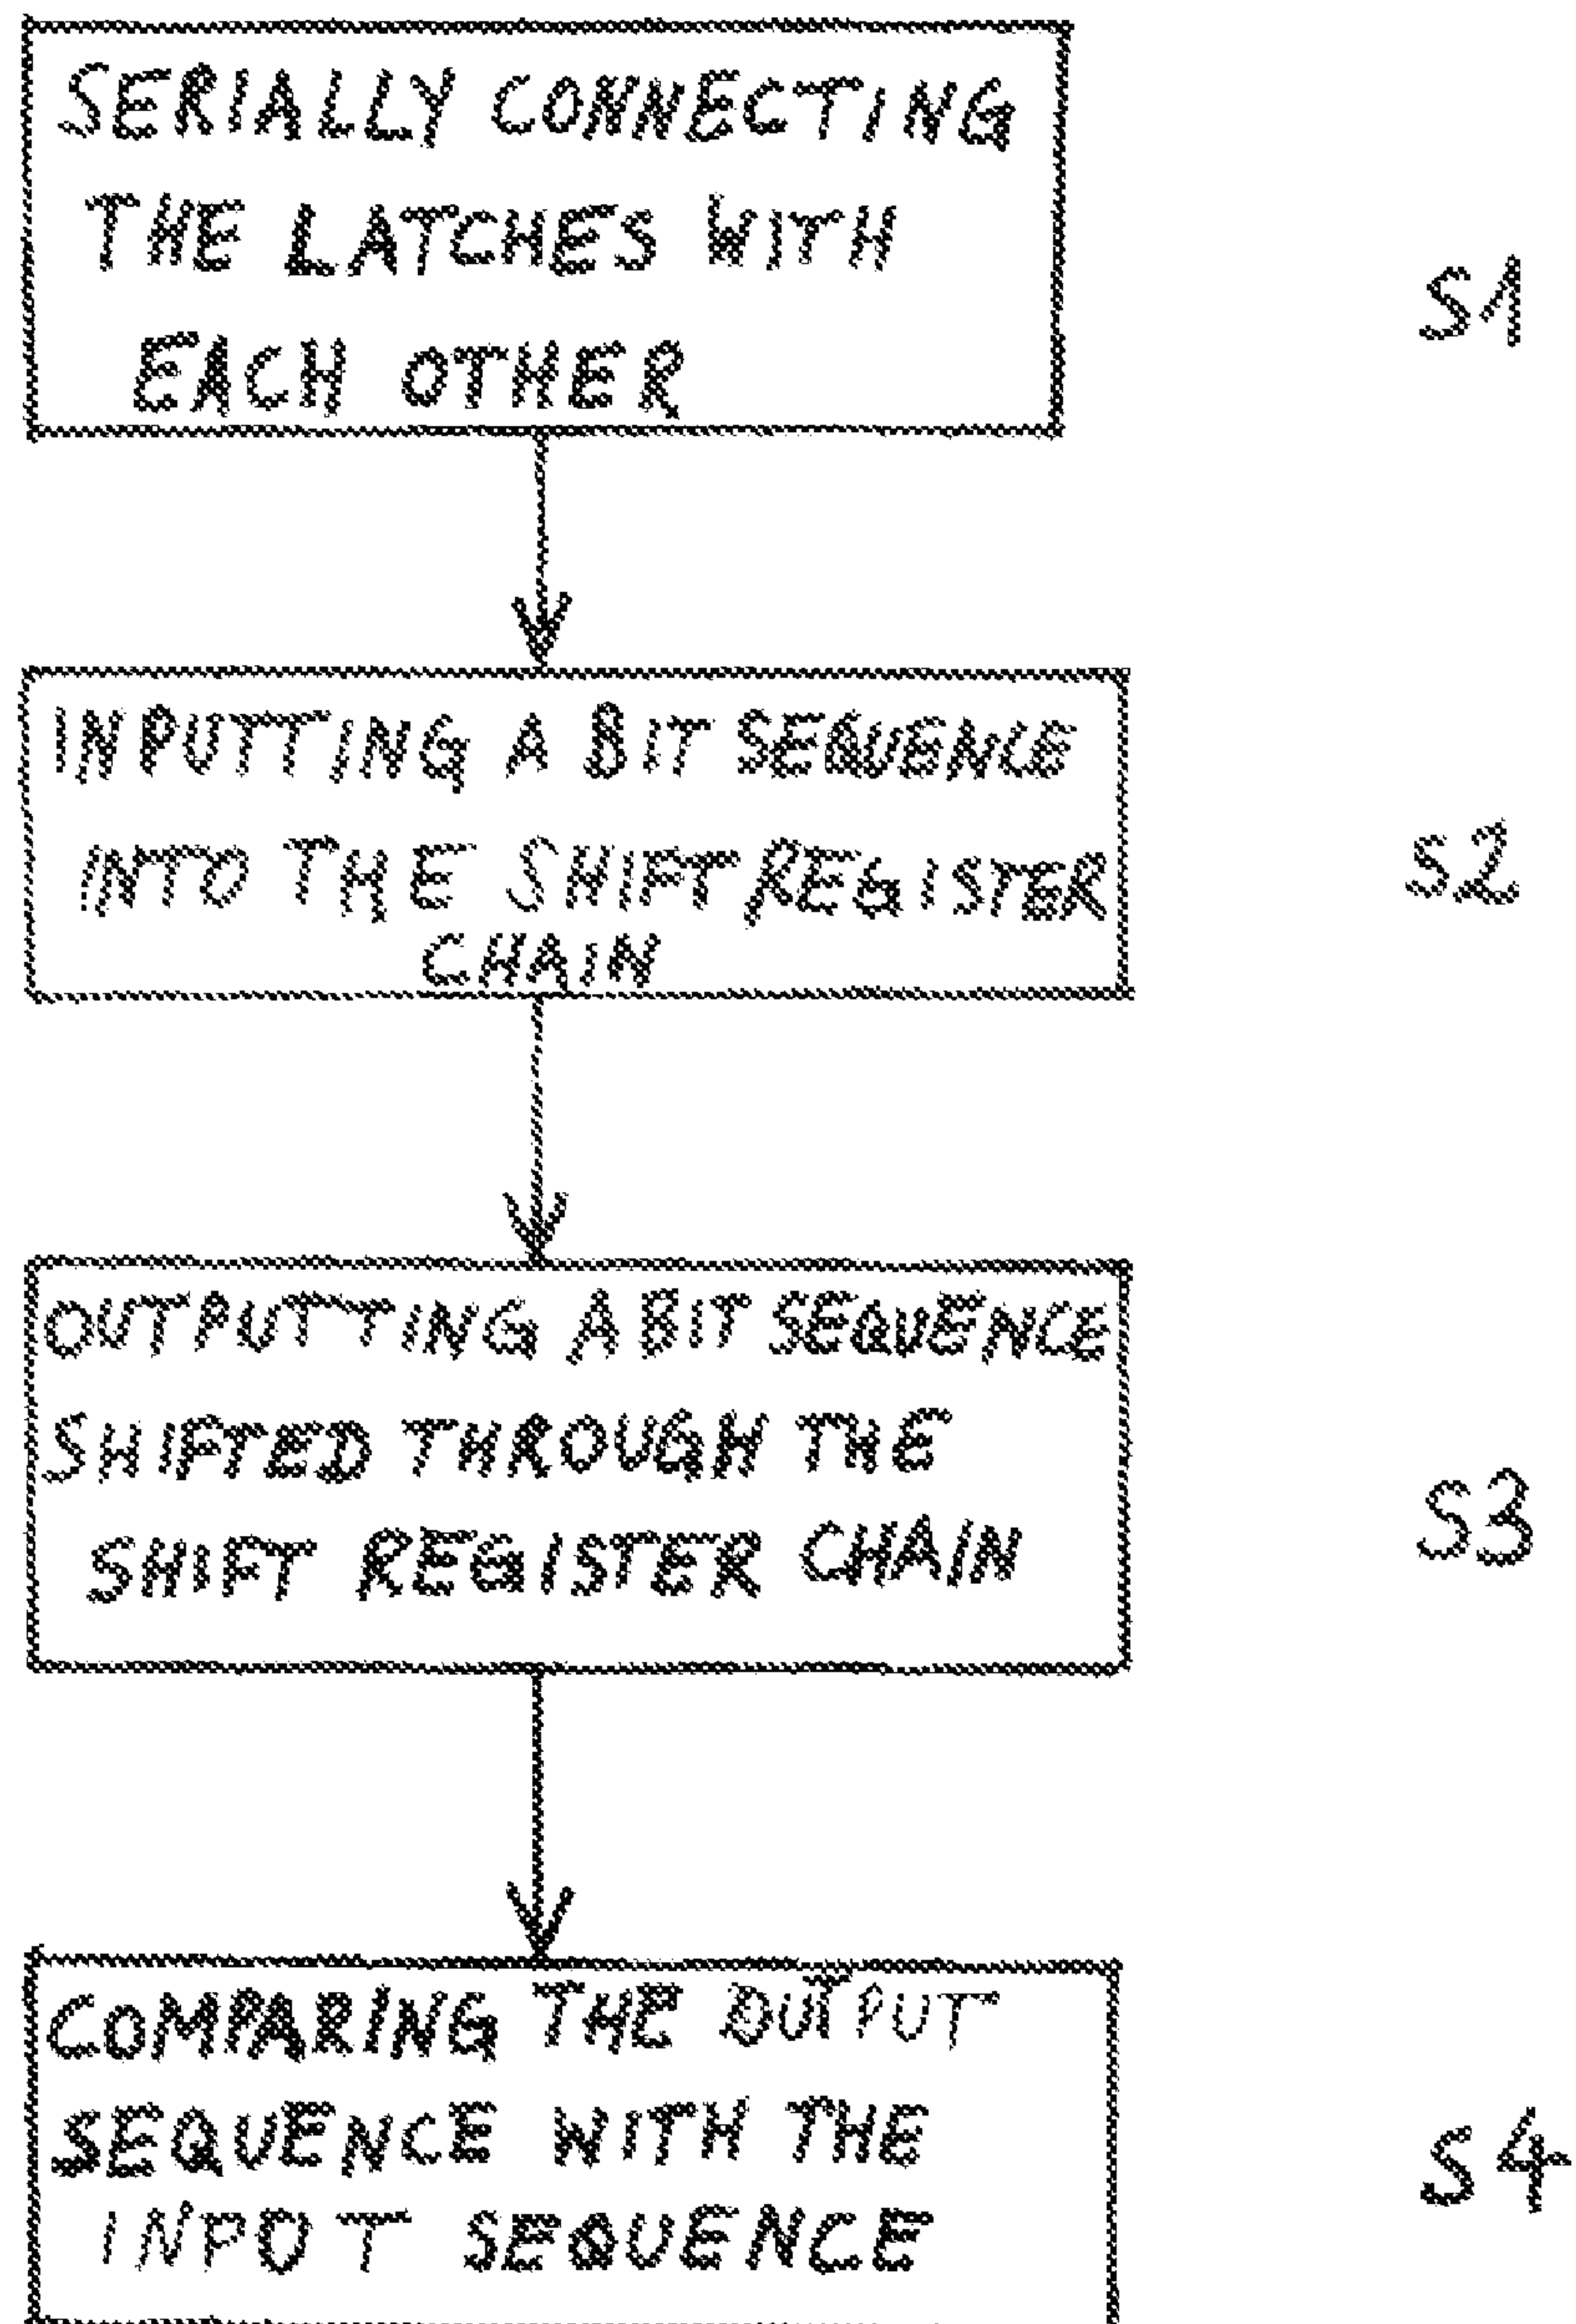 SERIALLY CONNECTING
THE LATCHES WITH
EACH OTHER
S1
INPUTTING A BIT SEQUENCE
INTO THE SHIFT REGISTER
CHAIN
S2
OUTPUTTING A BIT SEQUENCE
SHIFTED THROUGH THE
SHIFT REGISTER CHAIN
S3
COMPARING THE OUTPUT
SEQUENCE WITH THE
INPOT SEQUENCE
S4